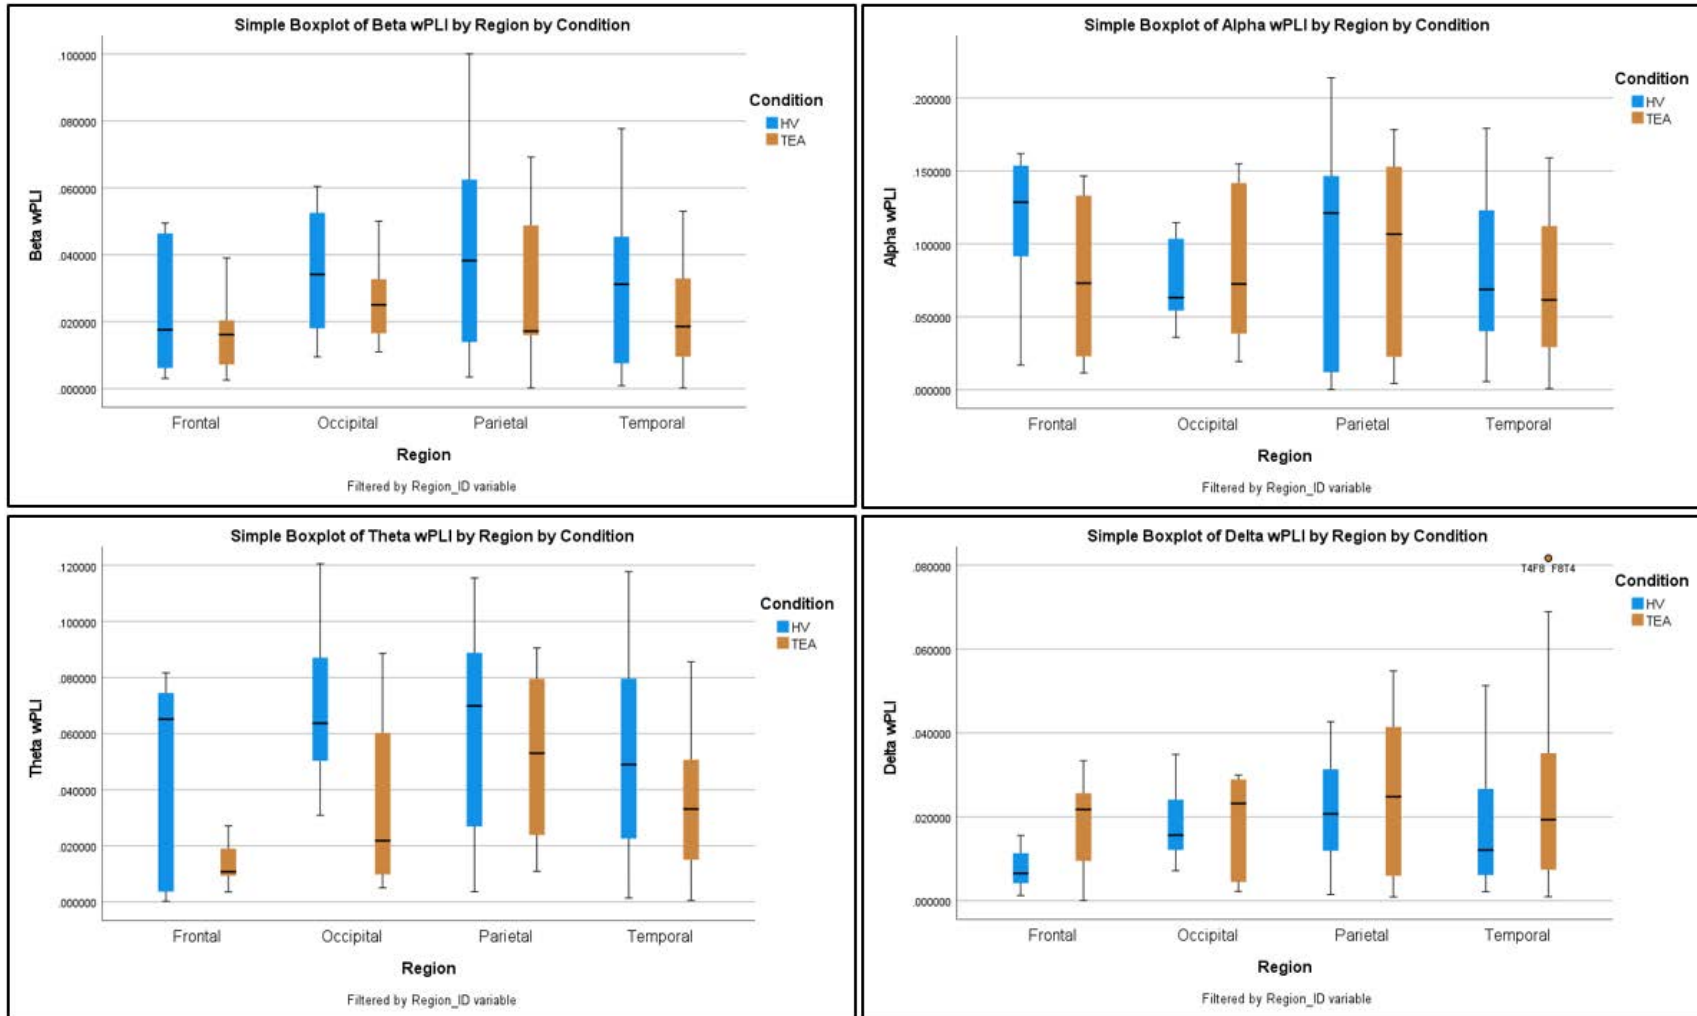 Simple Boxplot of Beta wPLI by Region by Condition
.100000
.080000
.060000
.040000
.020000
.000000
Beta wPLI
Frontal
Occipital
Parietal
Temporal
Region
Filtered by Region_ID variable
Condition
HV
TEA
Simple Boxplot of Alpha wPLI by Region by Condition
.200000
.150000
.100000
.050000
.000000
Alpha wPLI
Frontal
Occipital
Parietal
Temporal
Region
Filtered by Region_ID variable
Condition
HV
TEA
Simple Boxplot of Theta wPLI by Region by Condition
.120000
.100000
.080000
.060000
.040000
.020000
.000000
Theta wPLI
Frontal
Occipital
Parietal
Temporal
Region
Filtered by Region_ID variable
Condition
HV
TEA
Simple Boxplot of Delta wPLI by Region by Condition
.080000
.060000
.040000
.020000
.000000
Delta wPLI
T4F8 F8T4
Frontal
Occipital
Parietal
Temporal
Region
Filtered by Region_ID variable
Condition
HV
TEA